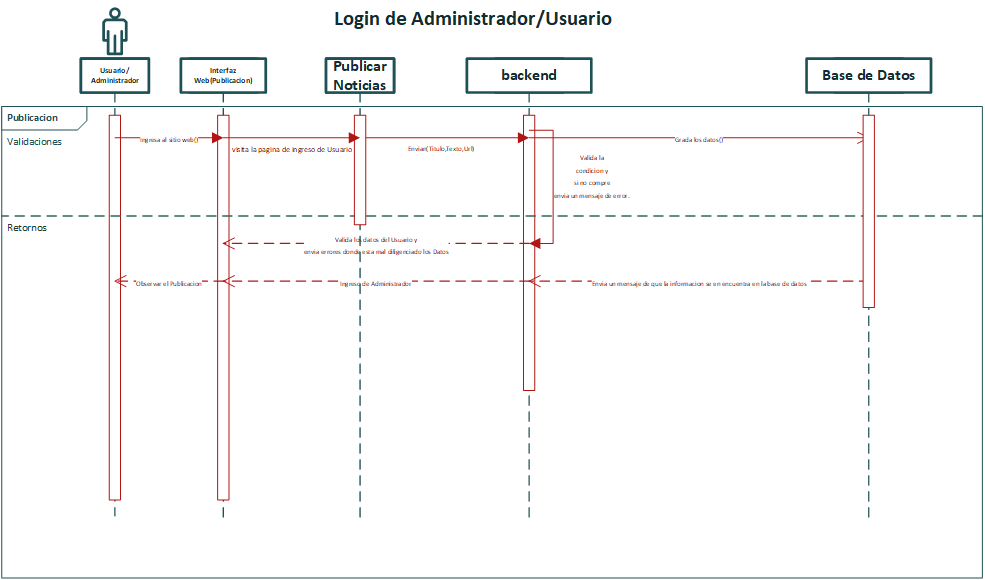 Login de Administrador/Usuario
Usuario/
Administrador
Interfaz
Web(Publicacion)
Publicar
Noticias
backend
Base de Datos
Publicacion
Validaciones
Ingresa al sitio web()
visita la pagina de ingreso de Usuario
Enviar(Titulo,Texto,Url)
Grada los datos()
Valida la
condicion y
si no compre
envia un mensaje de error.
Retornos
Valida los datos del Usuario y
envia errores donde esta mal diligenciado los Datos
Observar el Publicacion
Ingreso de Administrador
Envia un mensaje de que la informacion se en encuentra en la base de datos